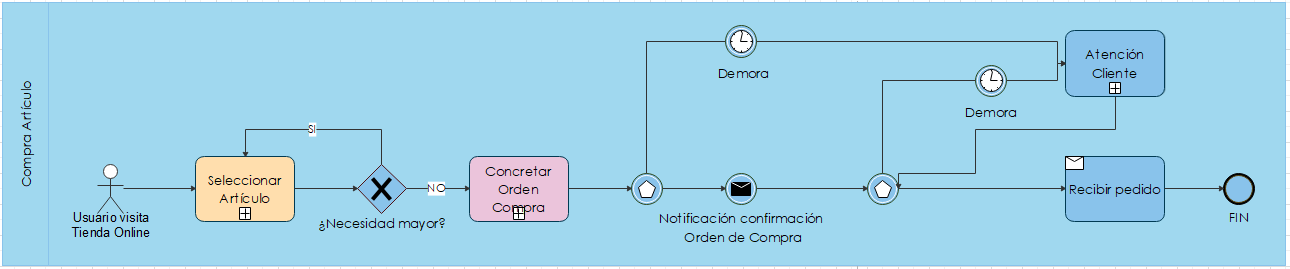 Compra Artículo
Usuário visita
Tienda Online
Seleccionar
Artículo
SI
¿Necesidad mayor?
NO
Concretar
Orden
Compra
Demora
Notificación confirmación
Orden de Compra
Demora
Atención
Cliente
Recibir pedido
FIN